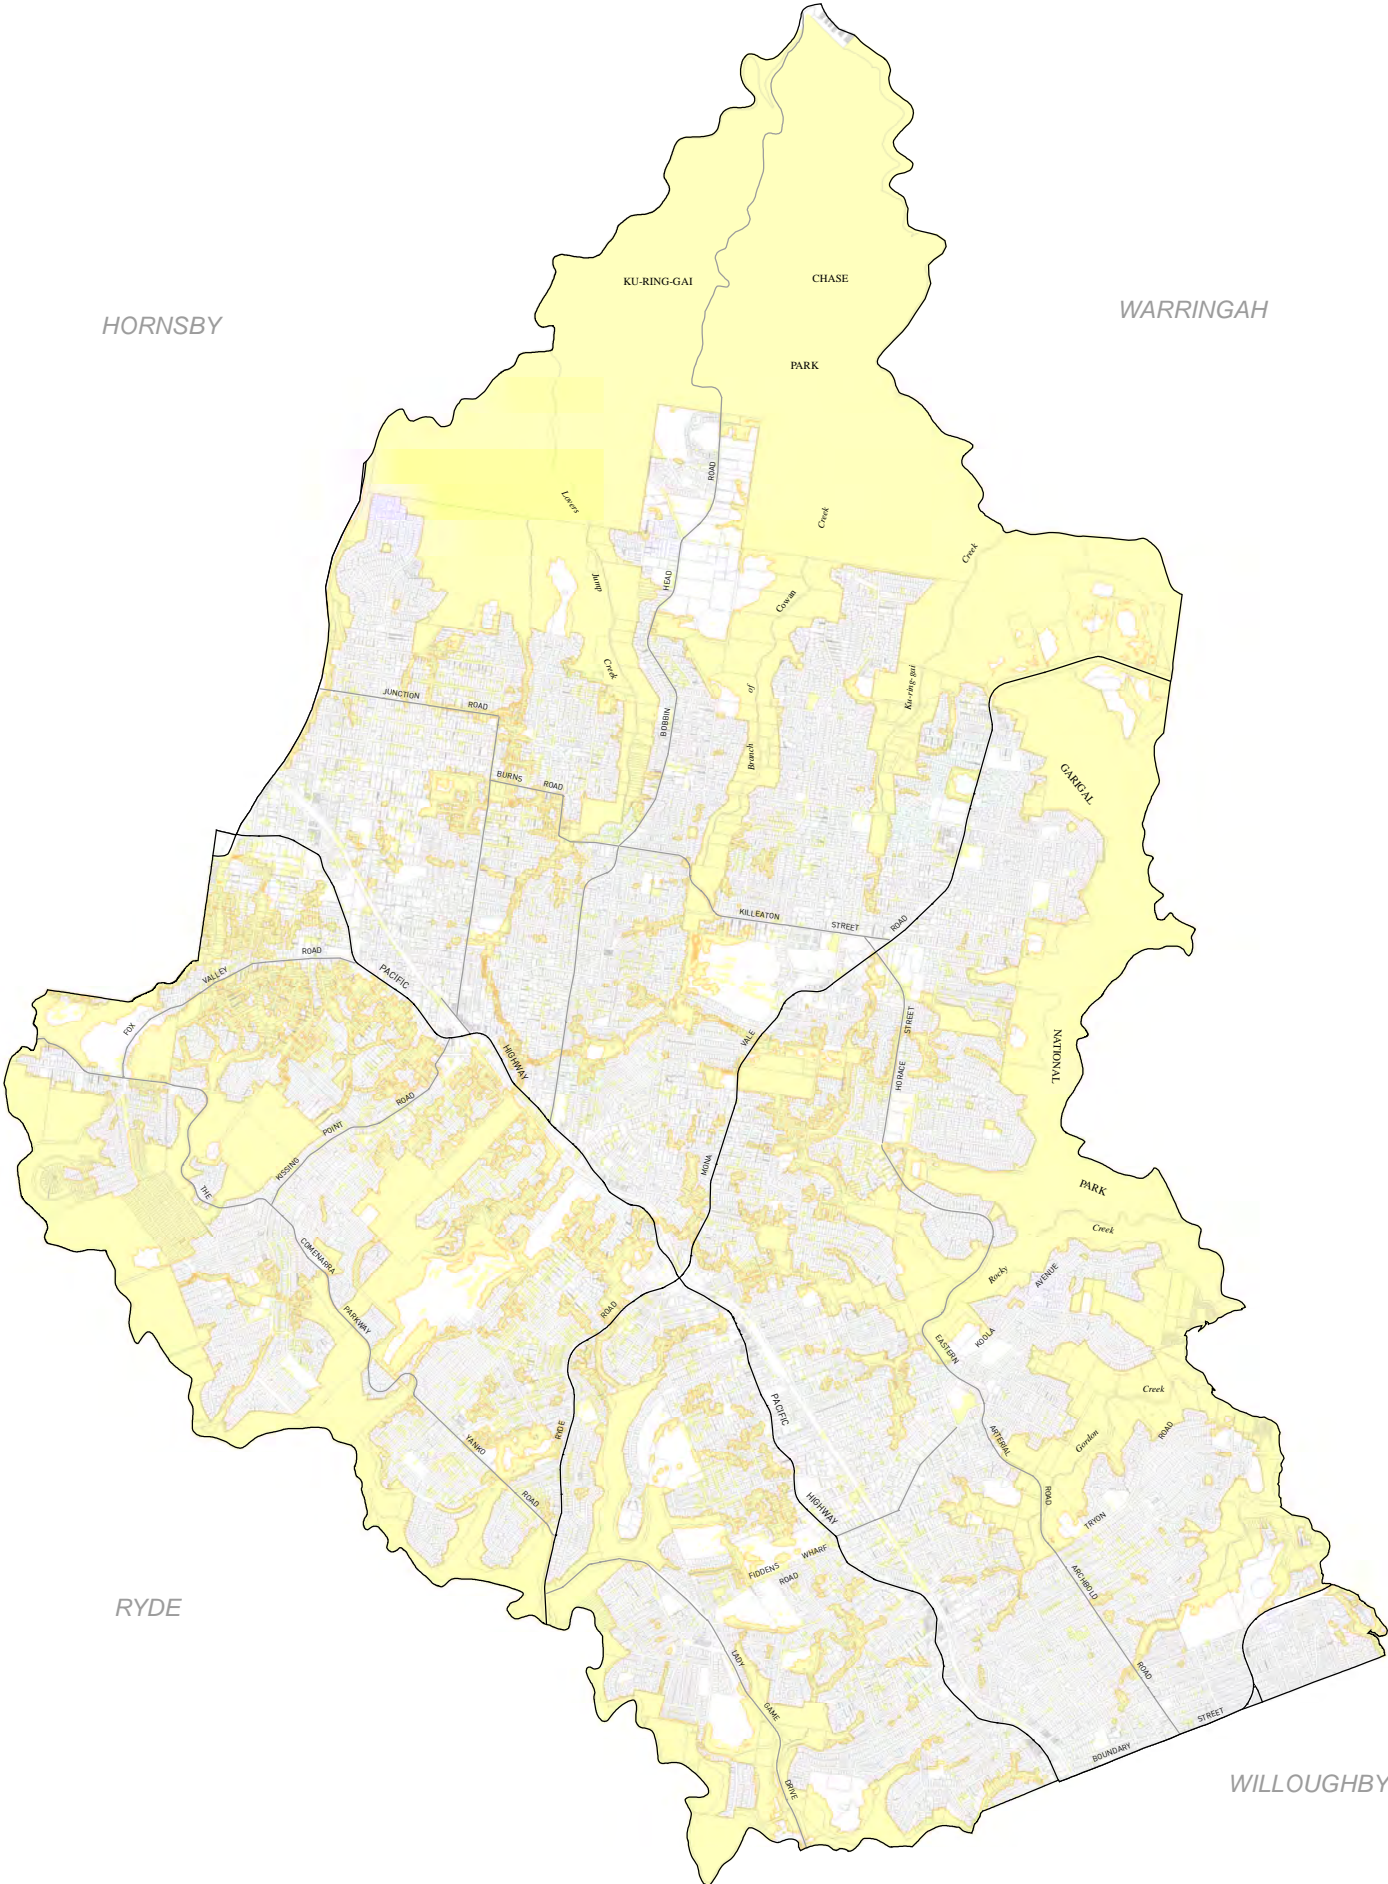 KU-RING-GAI
CHASE
HORNSBY
WARRINGAH
PARK
ROAD
Lovers
Creek
Creek
Jump
HEAD
Cowan
Creek
of
Ku-ring-gai
JUNCTION
ROAD
BOBBIN
Branch
BURNS
ROAD
GARIGAL
KILLEATON
STREET
ROAD
ROAD
VALLEY
PACIFIC
FOX
STREET
VALE
HIGHWAY
NATIONAL
HORACE
ROAD
POINT
KISSING
MONA
THE
PARK
Creek
COMENARRA
Rocky
AVENUE
ROAD
PARKWAY
KOOLA
EASTERN
Creek
PACIFIC
RYDE
ARTERIAL
ROAD
YANKO
Gordon
ROAD
ROAD
HIGHWAY
TRYON
WHARF
FIDDENS
ROAD
ARCHBOLD
RYDE
LADY
ROAD
GAME
STREET
BOUNDARY
DRIVE
WILLOUGHBY